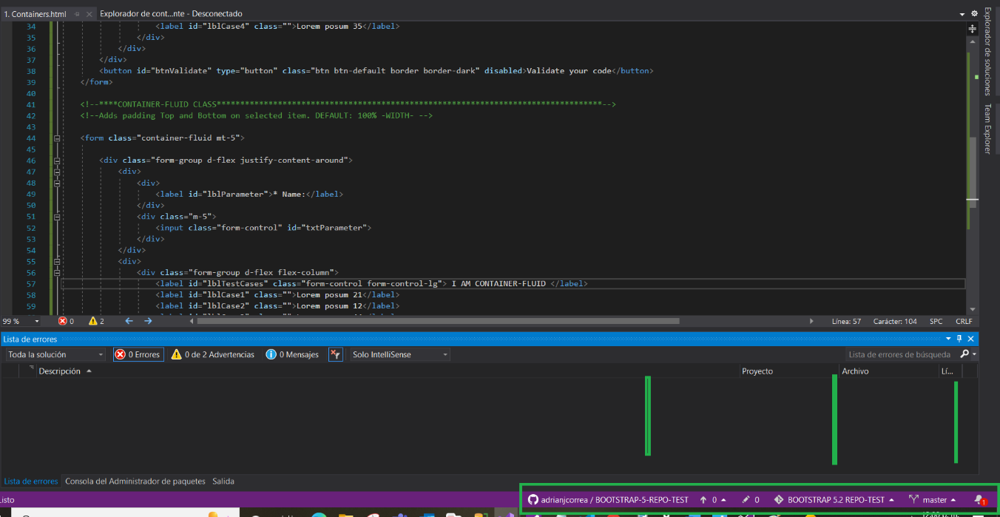 1. Containers.html
Explorador de cont...nte - Desconectado
34 <label id="lblCase4" class="">Lorem posum 35</label>
35 </div>
36 </div>
37 </div>
38 <button id="btnValidate" type="button" class="btn btn-default border border-dark" disabled>Validate your code</button>
39 </form>
40
41 <!--****CONTAINER-FLUID CLASS**********************************************************************************-->
42 <!--Adds padding Top and Bottom on selected item. DEFAULT: 100% -WIDTH- -->
43
44 <form class="container-fluid mt-5">
45
46 <div class="form-group d-flex justify-content-around">
47 <div>
48 <div>
49 <label id="lblParameter">* Name:</label>
50 </div>
51 <div class="m-5">
52 <input class="form-control" id="txtParameter">
53 </div>
54 </div>
55 <div>
56 <div class="form-group d-flex flex-column">
57 <label id="lblTestCases" class="form-control form-control-lg"> I AM CONTAINER-FLUID </label>
58 <label id="lblCase1" class="">Lorem posum 21</label>
59 <label id="lblCase2" class="">Lorem posum 12</label>
Explorador de soluciones
Team Explorer
99 % 0 2 Línea: 57 Carácter: 104 SPC CRLF
Lista de errores
Toda la solución 0 Errores 0 de 2 Advertencias 0 Mensajes Solo IntelliSense Lista de errores de búsqueda
Descripción Proyecto Archivo Lí...
Lista de errores Consola del Administrador de paquetes Salida
Listo adrianjcorrea / BOOTSTRAP-5-REPO-TEST 0 0 BOOTSTRAP 5.2 REPO-TEST master 1